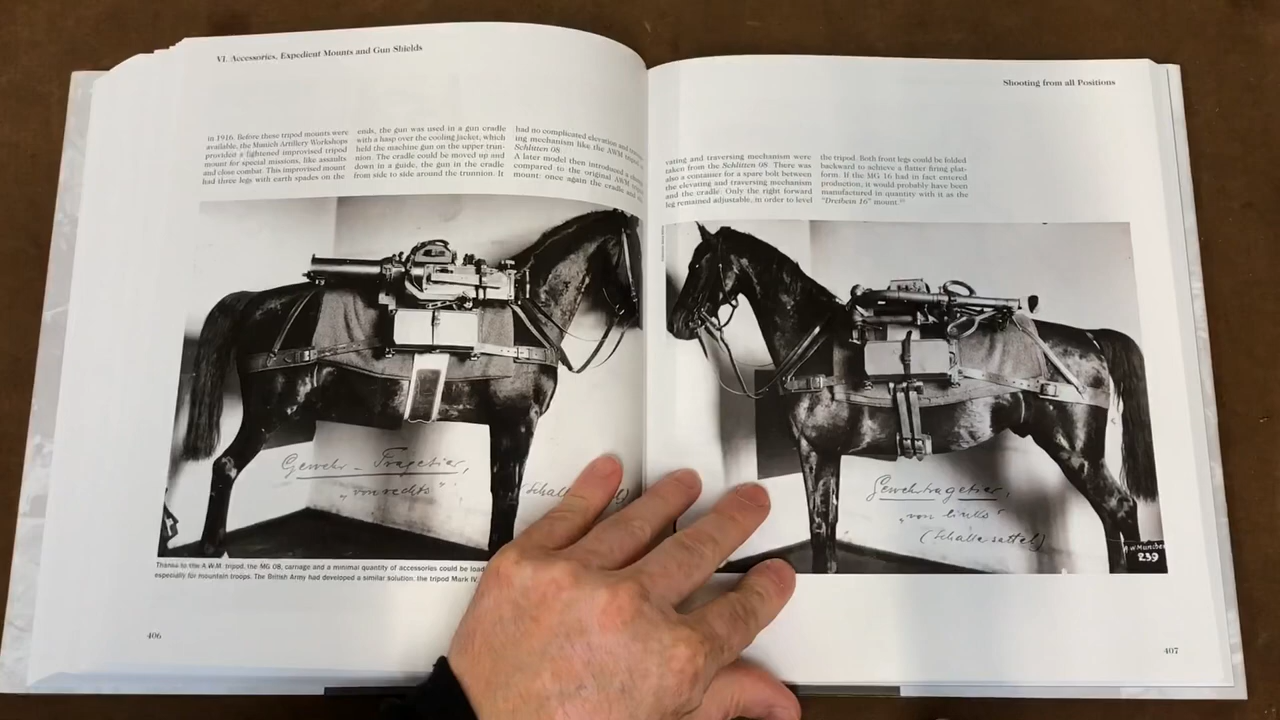 VI. Accessories, Expedient Mounts and Gun Shields
in 1916. Before these tripod mounts were
available, the Munich Artillery Workshops
provided a lightened improvised tripod
mount for special missions, like assaults
and close combat. This improvised mount
had three legs with earth spades on the
ends, the gun was used in a gun cradle
with a hasp over the cooling jacket, which
held the machine gun on the upper trun-
nion. The cradle could be moved up and
down in a guide, the gun in the cradle
from side to side around the trunnion. It
had no complicated elevation and
ing mechanism like the AWM
Schlitten 08.
A later model then introduced a
compared to the original AWM
mount: once again the cradle and
Gewehr - Tragetier,
"von rechts"
(Schalle
Thanks to the A.W.M. tripod, the MG 08, carriage and a minimal quantity of accessories could be load
especially for mountain troops. The British Army had developed a similar solution, the tripod Mark IV.
406
Shooting from all Positions
vating and traversing mechanism were
taken from the Schlitten 08. There was
also a container for a spare bolt between
the elevating and traversing mechanism
and the cradle. Only the right forward
leg remained adjustable, in order to level
the tripod. Both front legs could be folded
backward to achieve a flatter firing plat-
form. If the MG 16 had in fact entered
production, it would probably have been
manufactured in quantity with it as the
"Dreibein 16" mount.
Gewehrtragetier,
"von links"
(Schalle sattel)
A.W.München
239
407